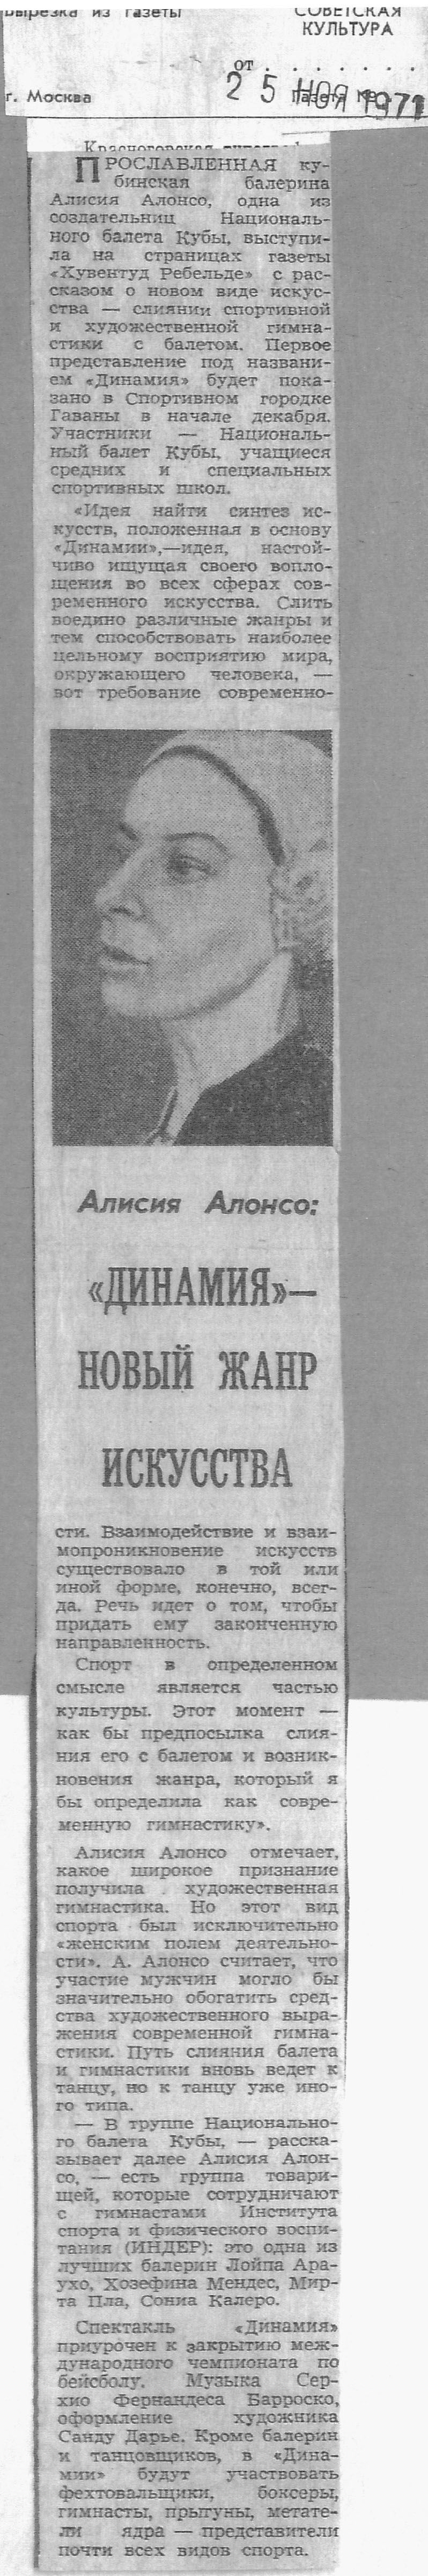 Вырезка из газеты
СОВЕТСКАЯ
КУЛЬТУРА
от . . . . . . .
25 НОЯ 1971
г. Москва
Газета №
ПРОСЛАВЛЕННАЯ ку-
бинская балерина
Алисия Алонсо, одна из
создательниц Националь-
ного балета Кубы, выступи-
ла на страницах газеты
«Хувентуд Ребельде» с рас-
сказом о новом виде искус-
ства — слиянии спортивной
и художественной гимна-
стики с балетом. Первое
представление под названи-
ем «Динамия» будет пока-
зано в Спортивном городке
Гаваны в начале декабря.
Участники — Националь-
ный балет Кубы, учащиеся
средних и специальных
спортивных школ.
«Идея найти синтез ис-
кусств, положенная в основу
«Динамии»,—идея, настой-
чиво ищущая своего вопло-
щения во всех сферах сов-
ременного искусства. Слить
воедино различные жанры и
тем способствовать наиболее
цельному восприятию мира,
окружающего человека, —
вот требование современно-
Алисия Алонсо:
«ДИНАМИЯ»—
НОВЫЙ ЖАНР
ИСКУССТВА
сти. Взаимодействие и взаи-
мопроникновение искусств
существовало в той или
иной форме, конечно, всег-
да. Речь идет о том, чтобы
придать ему законченную
направленность.
Спорт в определенном
смысле является частью
культуры. Этот момент —
как бы предпосылка слия-
ния его с балетом и возник-
новения жанра, который я
бы определила как совре-
менную гимнастику».
Алисия Алонсо отмечает,
какое широкое признание
получила художественная
гимнастика. Но этот вид
спорта был исключительно
«женским полем деятельно-
сти». А. Алонсо считает, что
участие мужчин могло бы
значительно обогатить сред-
ства художественного выра-
жения современной гимна-
стики. Путь слияния балета
и гимнастики вновь ведет к
танцу, но к танцу уже ино-
го типа.
— В труппе Национально-
го балета Кубы, — расска-
зывает далее Алисия Алон-
со, — есть группа товари-
щей, которые сотрудничают
с гимнастами Института
спорта и физического воспи-
тания (ИНДЕР): это одна из
лучших балерин Лойпа Ара-
ухо, Хозефина Мендес, Мир-
та Пла, Сониа Калеро.
Спектакль «Динамия»
приурочен к закрытию меж-
дународного чемпионата по
бейсболу. Музыка Сер-
хио Фернандеса Барроско,
оформление художника
Санду Дарье. Кроме балерин
и танцовщиков, в «Дина-
мии» будут участвовать
фехтовальщики, боксеры,
гимнасты, прыгуны, метате-
ли ядра — представители
почти всех видов спорта.